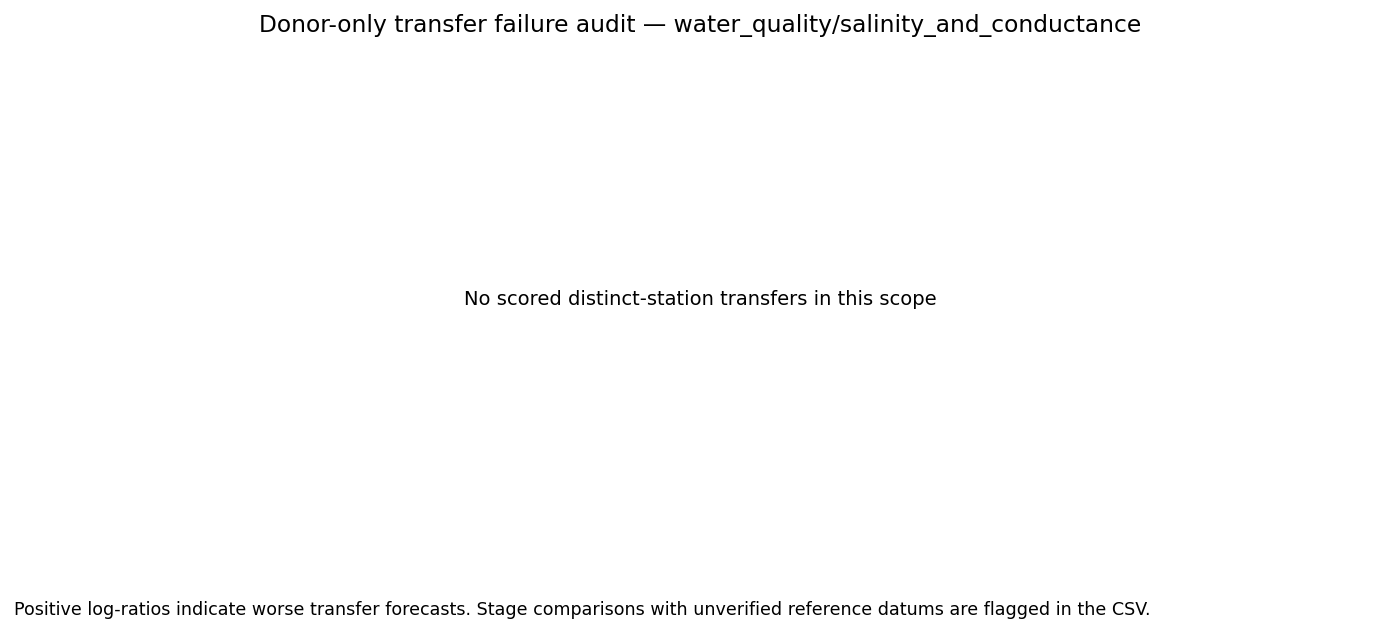 Donor-only transfer failure audit — water_quality/salinity_and_conductance
No scored distinct-station transfers in this scope
Positive log-ratios indicate worse transfer forecasts. Stage comparisons with unverified reference datums are flagged in the CSV.